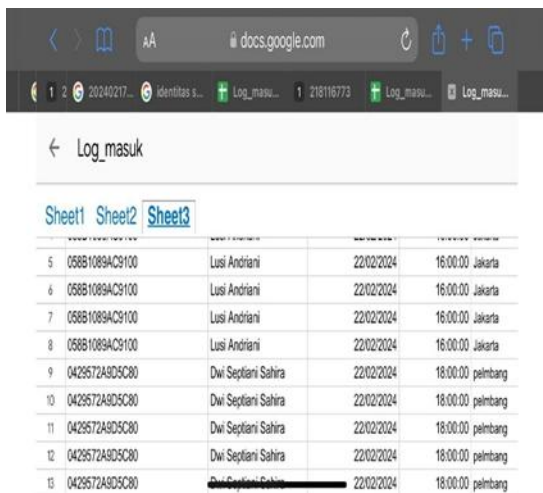 AA docs.google.com
1 2 20240217... identitas s... Log_masu... 1 218116773 Log_masu... Log_masu...
Log_masuk
Sheet1 Sheet2 Sheet3
5 058B1089AC9100 Lusi Andriani 22/02/2024 16:00:00 Jakarta
6 058B1089AC9100 Lusi Andriani 22/02/2024 16:00:00 Jakarta
7 058B1089AC9100 Lusi Andriani 22/02/2024 16:00:00 Jakarta
8 058B1089AC9100 Lusi Andriani 22/02/2024 16:00:00 Jakarta
9 0429572A9D5C80 Dwi Septiani Sahira 22/02/2024 18:00:00 pelmbang
10 0429572A9D5C80 Dwi Septiani Sahira 22/02/2024 18:00:00 pelmbang
11 0429572A9D5C80 Dwi Septiani Sahira 22/02/2024 18:00:00 pelmbang
12 0429572A9D5C80 Dwi Septiani Sahira 22/02/2024 18:00:00 pelmbang
13 0429572A9D5C80 Dwi Septiani Sahira 22/02/2024 18:00:00 pelmbang